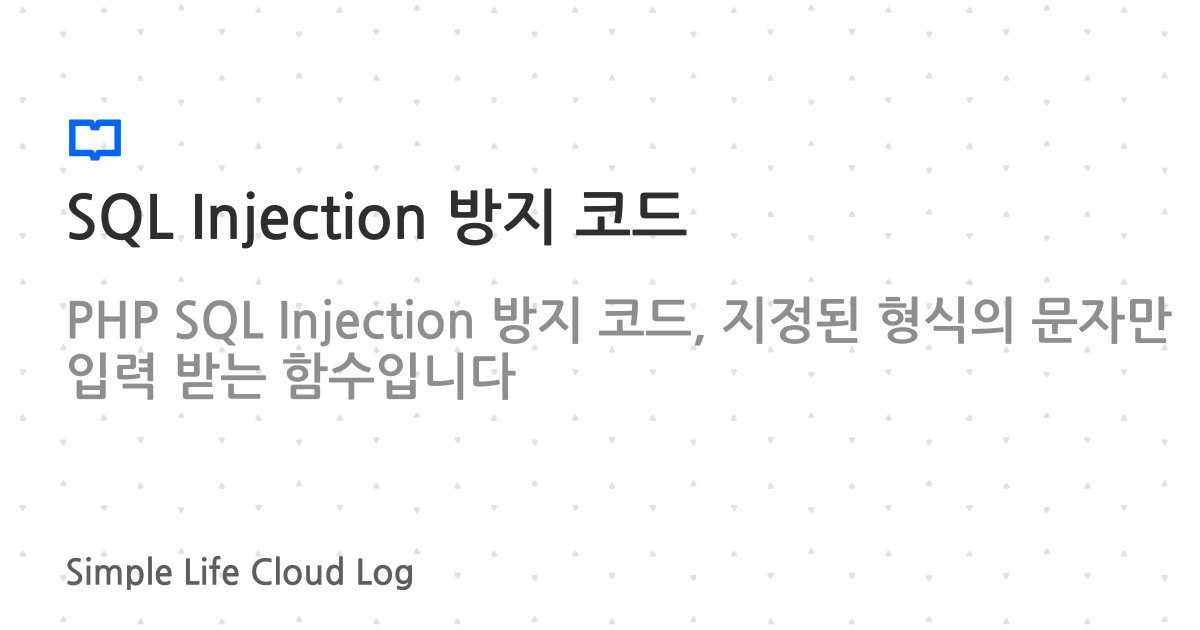 SQL Injection 방지 코드
PHP SQL Injection 방지 코드, 지정된 형식의 문자만
입력 받는 함수입니다
Simple Life Cloud Log